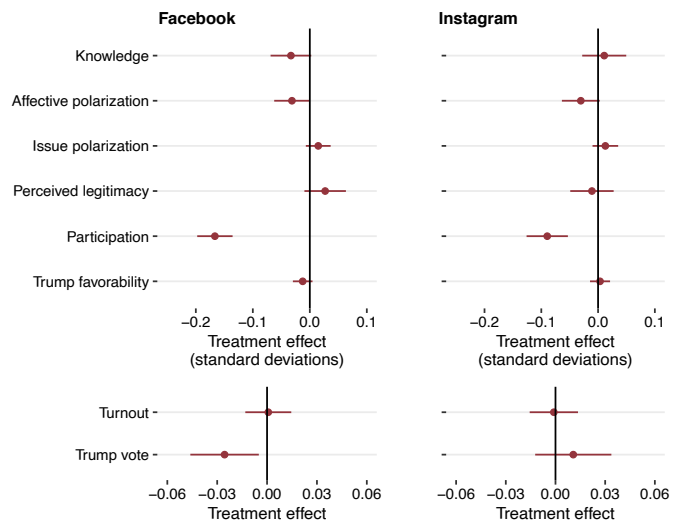 Facebook
Instagram
Knowledge
Affective polarization
Issue polarization
Perceived legitimacy
Participation
Trump favorability
−0.2 −0.1 0.0 0.1
−0.2 −0.1 0.0 0.1
Treatment effect
(standard deviations)
Treatment effect
(standard deviations)
Turnout
Trump vote
−0.06 −0.03 0.00 0.03 0.06
−0.06 −0.03 0.00 0.03 0.06
Treatment effect
Treatment effect